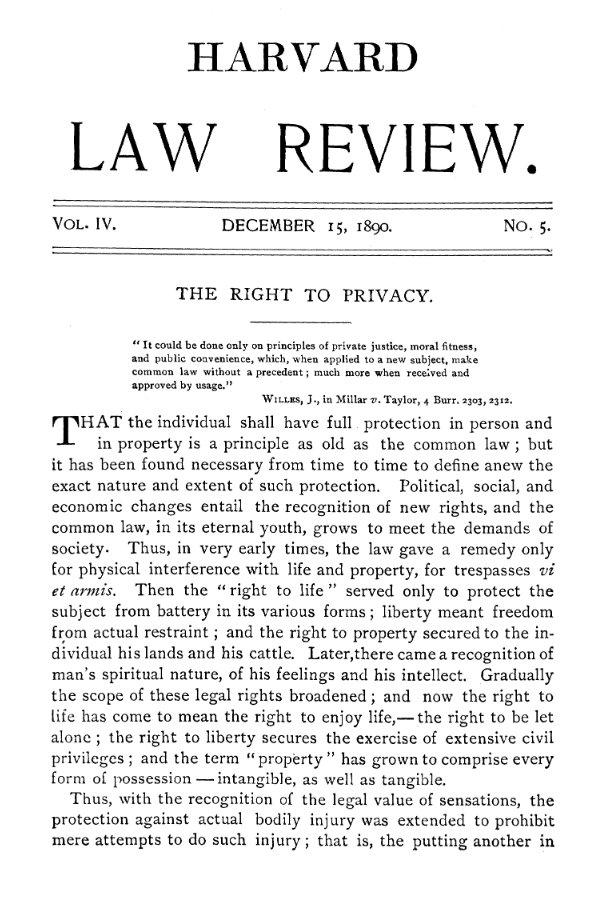 HARVARD
LAW REVIEW.
VOL. IV. DECEMBER 15, 1890. NO. 5.
THE RIGHT TO PRIVACY.
“ It could be done only on principles of private justice, moral fitness,
and public convenience, which, when applied to a new subject, make
common law without a precedent ; much more when received and
approved by usage.”
WILLES, J., in Millar v. Taylor, 4 Burr. 2303, 2312.
THAT the individual shall have full protection in person and
in property is a principle as old as the common law ; but
it has been found necessary from time to time to define anew the
exact nature and extent of such protection. Political, social, and
economic changes entail the recognition of new rights, and the
common law, in its eternal youth, grows to meet the demands of
society. Thus, in very early times, the law gave a remedy only
for physical interference with life and property, for trespasses vi
et armis. Then the “ right to life ” served only to protect the
subject from battery in its various forms ; liberty meant freedom
from actual restraint ; and the right to property secured to the in-
dividual his lands and his cattle. Later, there came a recognition of
man's spiritual nature, of his feelings and his intellect. Gradually
the scope of these legal rights broadened ; and now the right to
life has come to mean the right to enjoy life,— the right to be let
alone ; the right to liberty secures the exercise of extensive civil
privileges ; and the term “ property ” has grown to comprise every
form of possession — intangible, as well as tangible.
Thus, with the recognition of the legal value of sensations, the
protection against actual bodily injury was extended to prohibit
mere attempts to do such injury ; that is, the putting another in